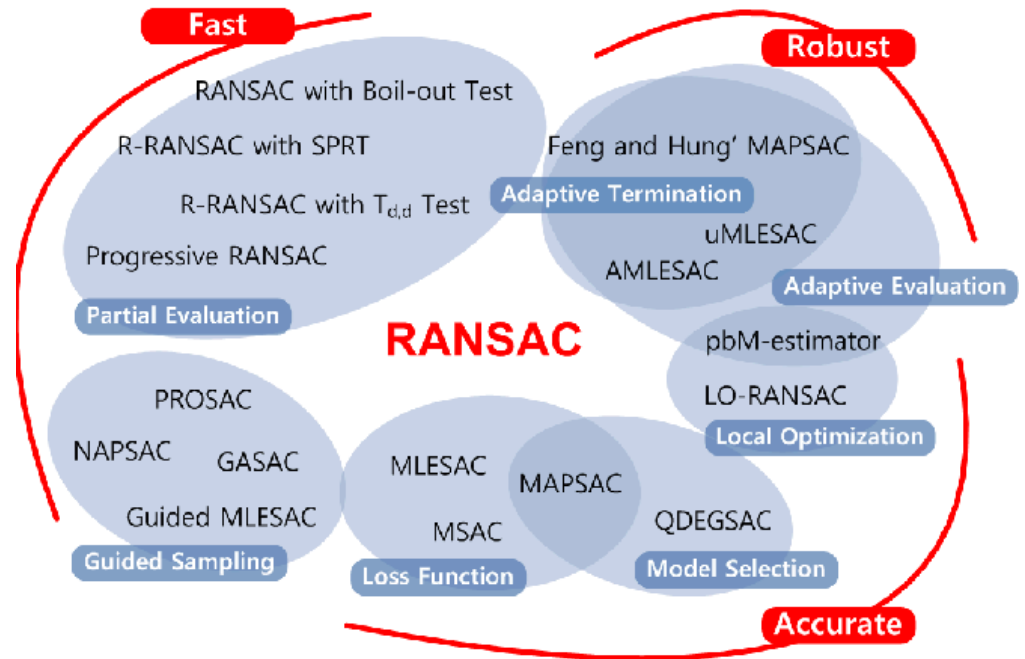 Fast
Robust
RANSAC with Boil-out Test
R-RANSAC with SPRT
R-RANSAC with Td,d Test
Progressive RANSAC
Partial Evaluation
Feng and Hung' MAPSAC
Adaptive Termination
uMLESAC
AMLESAC
Adaptive Evaluation
RANSAC
pbM-estimator
LO-RANSAC
Local Optimization
PROSAC
NAPSAC
GASAC
Guided MLESAC
Guided Sampling
MLESAC
MAPSAC
MSAC
Loss Function
QDEGSAC
Model Selection
Accurate